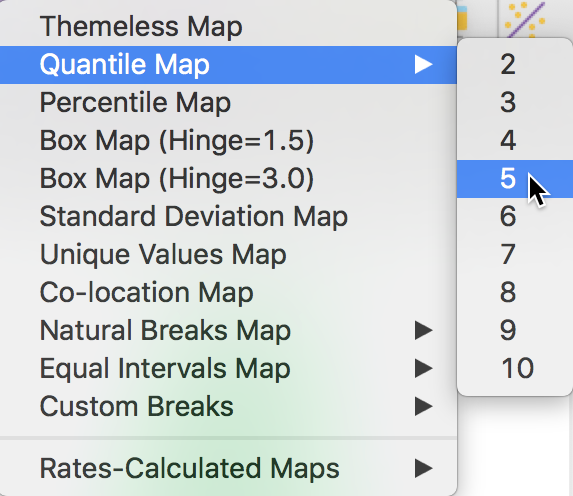 Themeless Map
Quantile Map
Percentile Map
Box Map (Hinge=1.5)
Box Map (Hinge=3.0)
Standard Deviation Map
Unique Values Map
Co-location Map
Natural Breaks Map
Equal Intervals Map
Custom Breaks
Rates-Calculated Maps
2
3
4
5
6
7
8
9
10